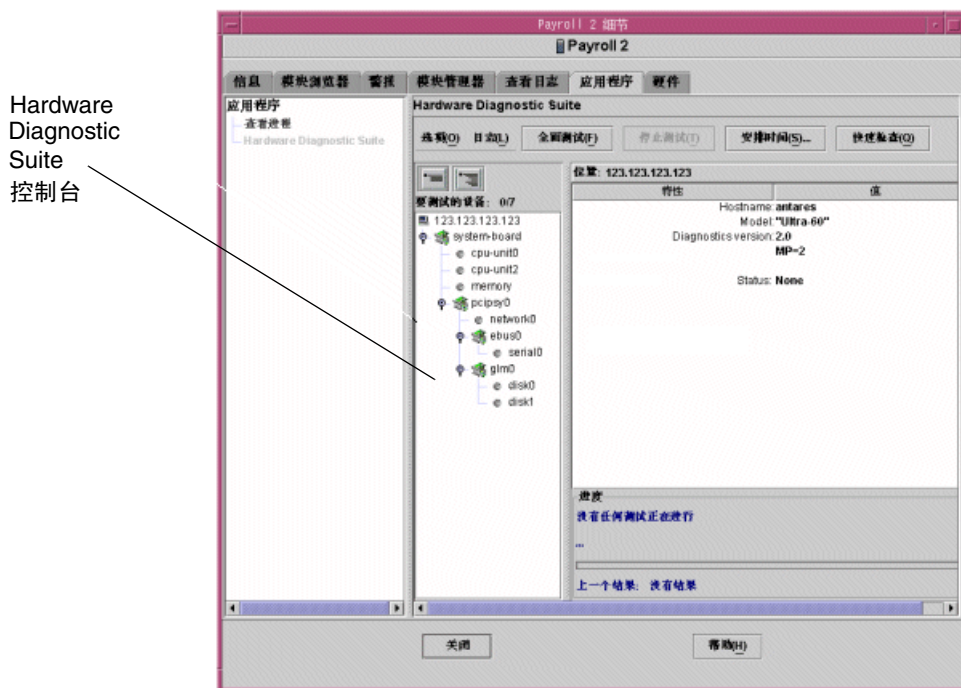 Payroll 2 细节
Payroll 2
信息 模块浏览器 警报 模块管理器 查看日志 应用程序 硬件
Hardware
Diagnostic
Suite
控制台
应用程序
查看进程
Hardware Diagnostic Suite
Hardware Diagnostic Suite
选项(O) 日志(L) 全面测试(F) 停止测试(T) 安排时间(S)... 快速检查(Q)
要测试的设备: 0/7
123.123.123.123
system-board
cpu-unit0
cpu-unit2
memory
pcipsy0
network0
ebus0
serial0
glm0
disk0
disk1
位置: 123.123.123.123
特性 值
Hostname: antares
Model: "Ultra-60"
Diagnostics version: 2.0
MP=2
Status: None
进度
没有任何测试正在进行
...
上一个结果: 没有结果
关闭 帮助(H)